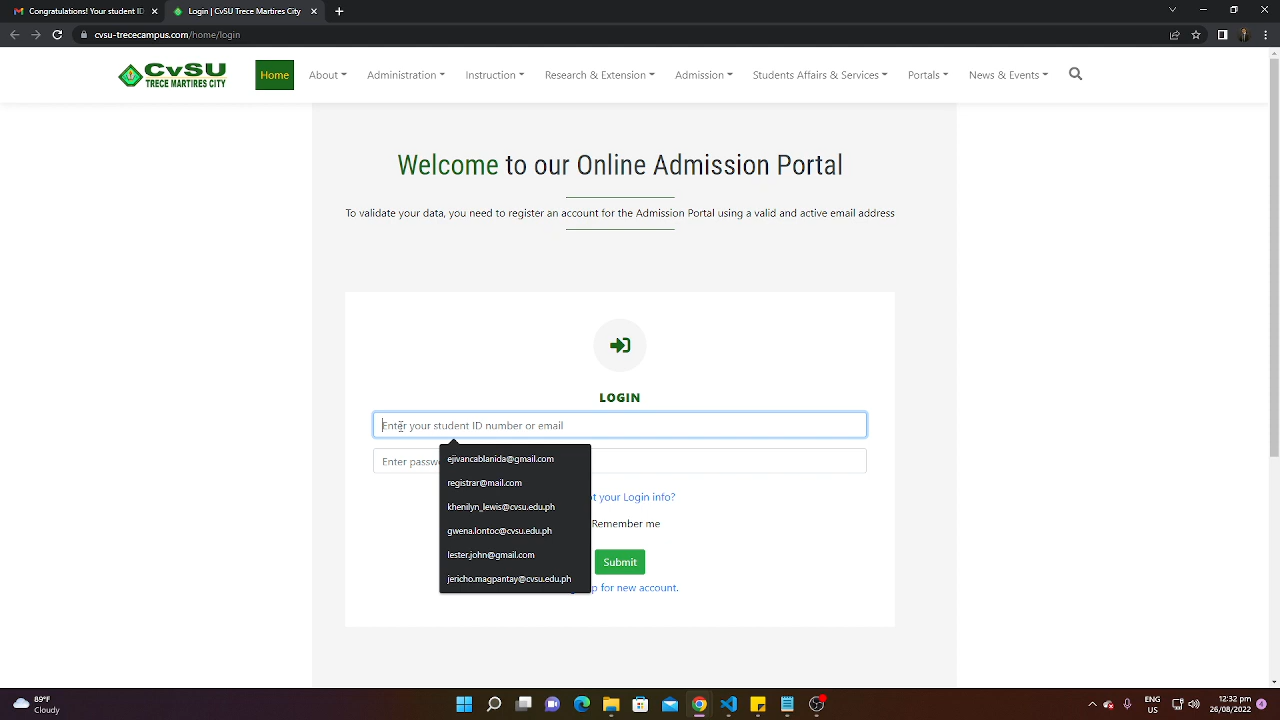 Congratulations! Your student ID
Login | CvSU Trece Martires City
cvsu-trececampus.com/home/login
CvSU
TRECE MARTIRES CITY
Home
About
Administration
Instruction
Research & Extension
Admission
Students Affairs & Services
Portals
News & Events
Welcome to our Online Admission Portal
To validate your data, you need to register an account for the Admission Portal using a valid and active email address
LOGIN
Enter your student ID number or email
ejivancablanida@gmail.com
Enter
registrar@mail.com
khenilyn_lewis@cvsu.edu.ph
your Login info?
Remember me
gwena.lontoc@cvsu.edu.ph
lester.john@gmail.com
Submit
jericho.magpantay@cvsu.edu.ph
for new account.
89°F
Cloudy
ENG
US
12:32 pm
26/08/2022
4